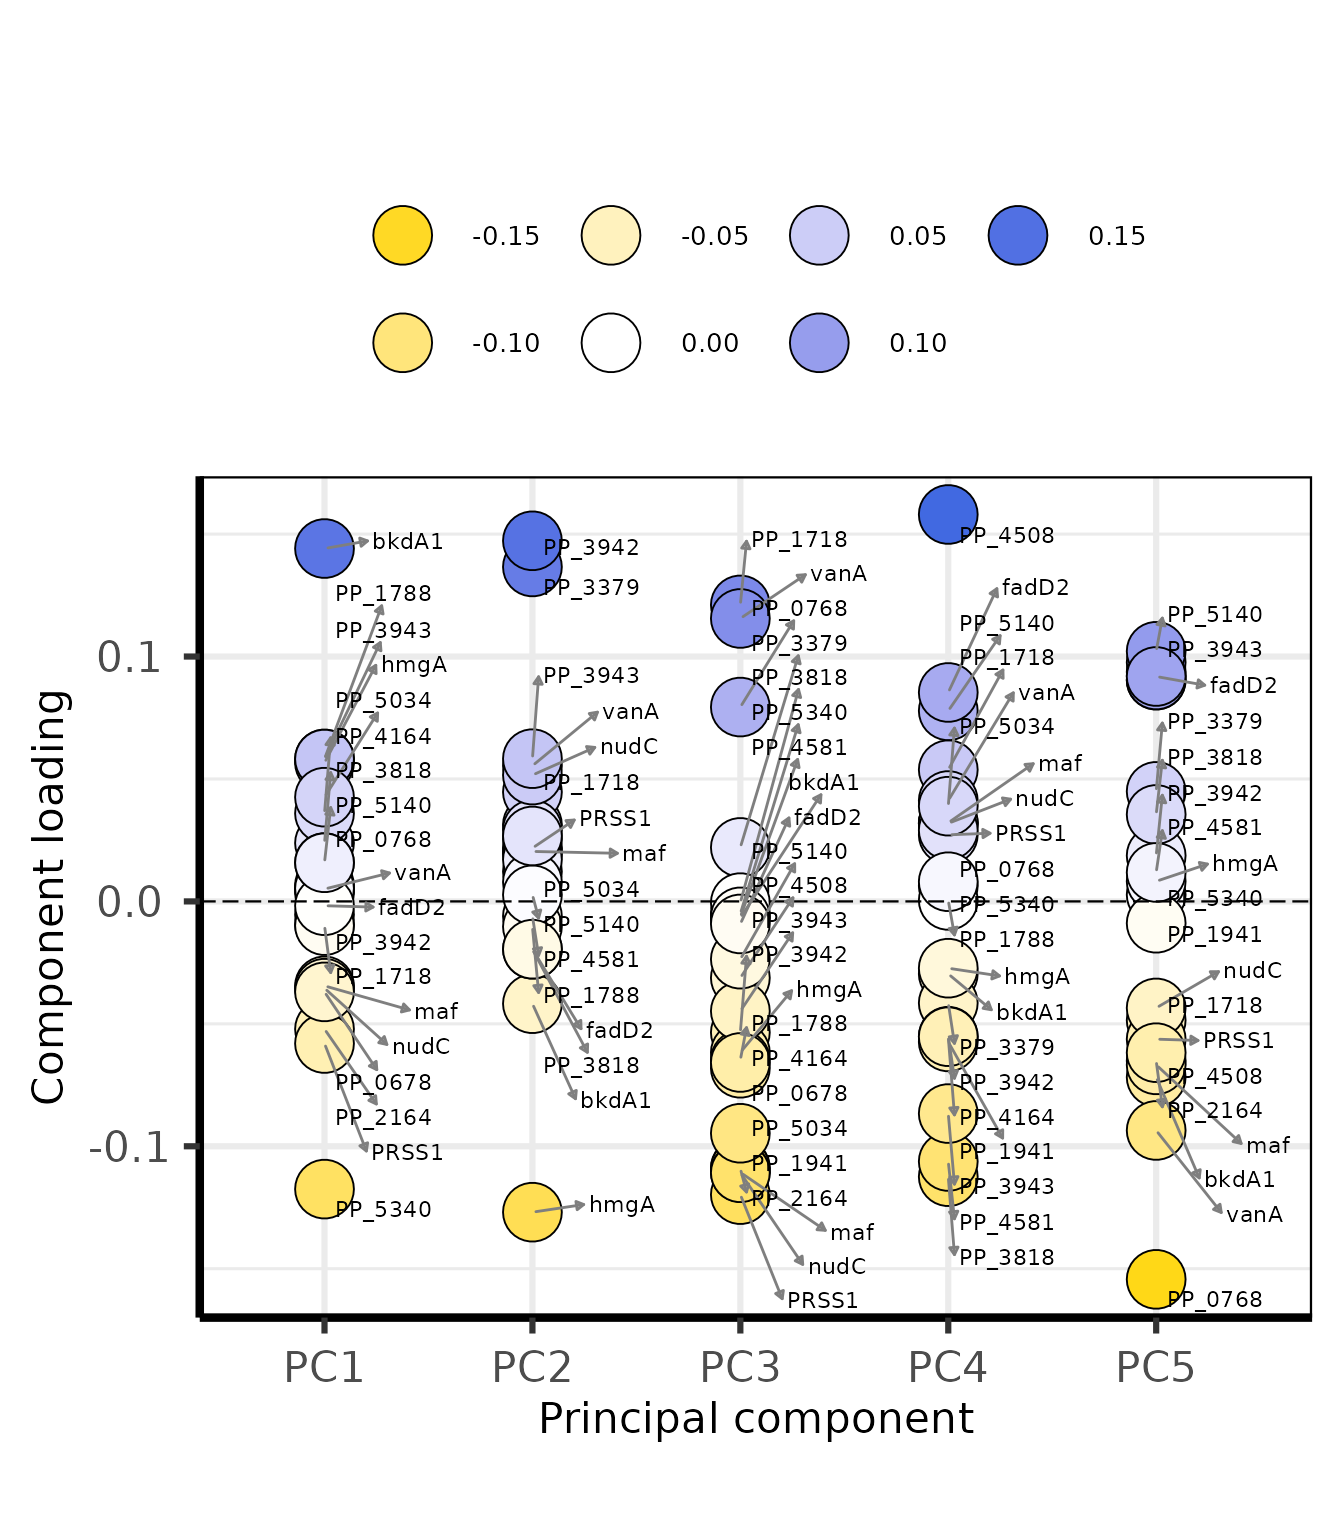 -0.15
-0.05
0.05
0.15
-0.10
0.00
0.10
Component loading
0.1
0.0
-0.1
bkdA1
PP_1788
PP_3943
hmgA
PP_5034
PP_4164
PP_3818
PP_5140
PP_0768
vanA
fadD2
PP_3942
PP_1718
maf
nudC
PP_0678
PP_2164
PRSS1
PP_5340
PP_3942
PP_3379
PP_3943
vanA
nudC
PP_1718
PRSS1
maf
PP_5034
PP_5140
PP_4581
PP_1788
fadD2
PP_3818
bkdA1
hmgA
PP_1718
vanA
PP_0768
PP_3379
PP_3818
PP_5340
PP_4581
bkdA1
fadD2
PP_5140
PP_4508
PP_3943
PP_3942
hmgA
PP_1788
PP_4164
PP_0678
PP_5034
PP_1941
PP_2164
maf
nudC
PRSS1
PP_4508
fadD2
PP_5140
PP_1718
vanA
PP_5034
maf
nudC
PRSS1
PP_0768
PP_5340
PP_1788
hmgA
bkdA1
PP_3379
PP_3942
PP_4164
PP_1941
PP_3943
PP_4581
PP_3818
PP_5140
PP_3943
fadD2
PP_3379
PP_3818
PP_3942
PP_4581
hmgA
PP_5340
PP_1941
nudC
PP_1718
PRSS1
PP_4508
PP_2164
maf
bkdA1
vanA
PP_0768
PC1
PC2
PC3
PC4
PC5
Principal component